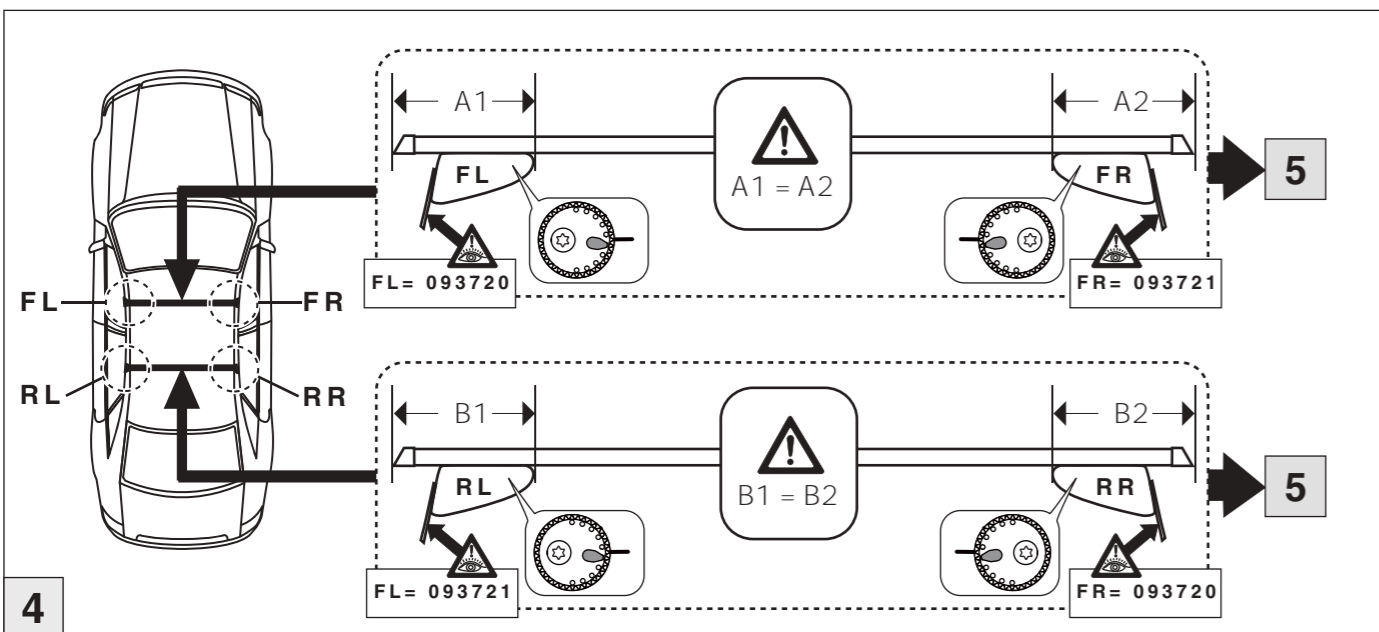 A1
A2
A1 = A2
FL
FR
5
FL= 093720
FR= 093721
FL
FR
RL
RR
B1
B2
B1 = B2
RL
RR
5
FL= 093721
FR= 093720
4